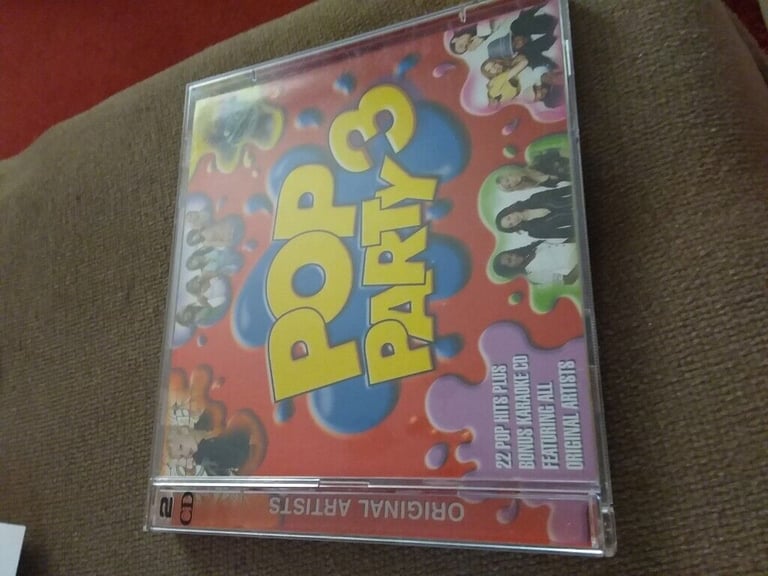 POP
PARTY 3
22 POP HITS PLUS
BONUS KARAOKE CD
FEATURING ALL
ORIGINAL ARTISTS
2
CD
ORIGINAL ARTISTS